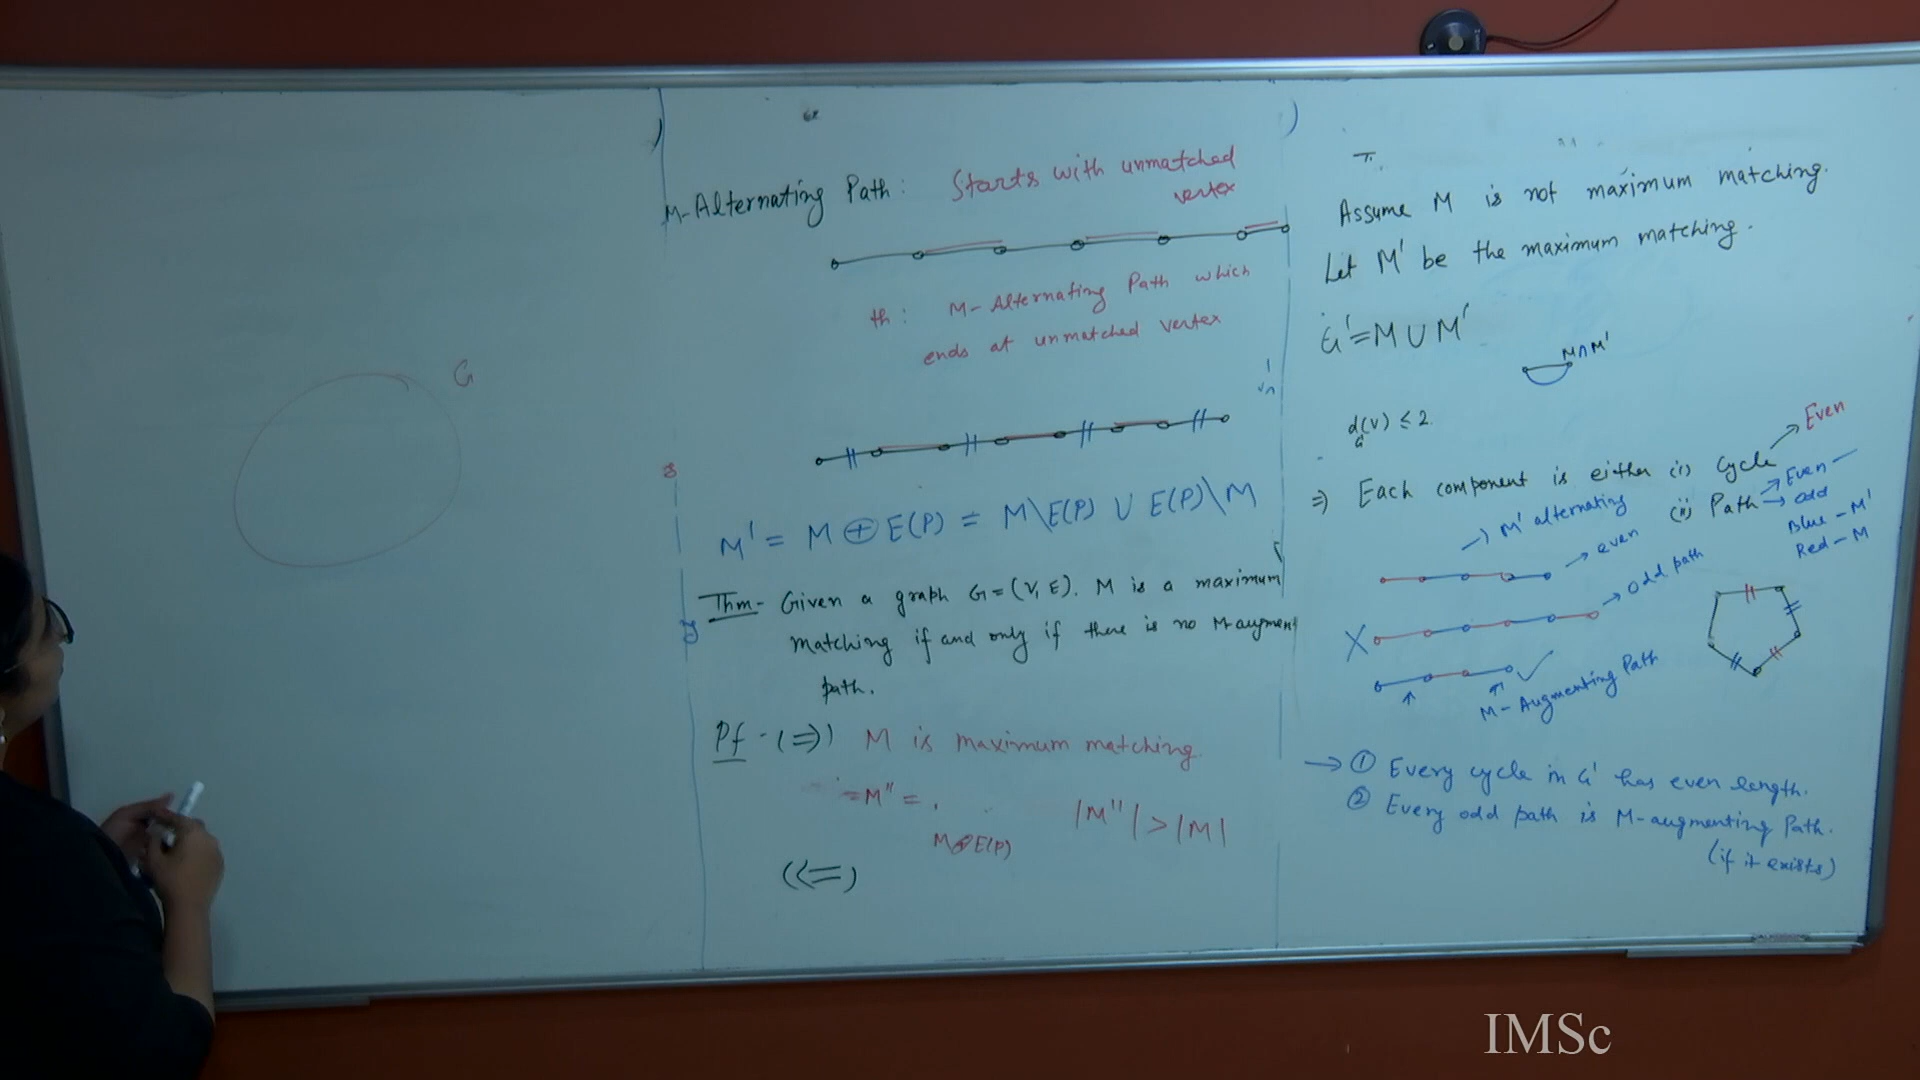 G
M-Alternating Path: Starts with unmatched
vertex
th: M-Alternating Path which
ends at unmatched vertex
M' = M ⊕ E(P) = M\E(P) ∪ E(P)\M
Thm- Given a graph G=(V,E). M is a maximum
matching if and only if there is no M-augment
path.
Pf - (⇒) M is maximum matching
=M" =
M⊕E(P)
|M"| > |M|
(⇐)
Assume M is not maximum matching.
Let M' be the maximum matching.
G'=M∪M'
M∩M'
d(v) ≤ 2
G
Even
⇒ Each component is either (i) Cycle
Even
(ii) Path → odd
Blue - M'
Red - M
→ M' alternating
→ even
→ odd path
X
M-Augmenting Path
→ ① Every cycle in G' has even length.
② Every odd path is M-augmenting Path.
(if it exists)
IMSc